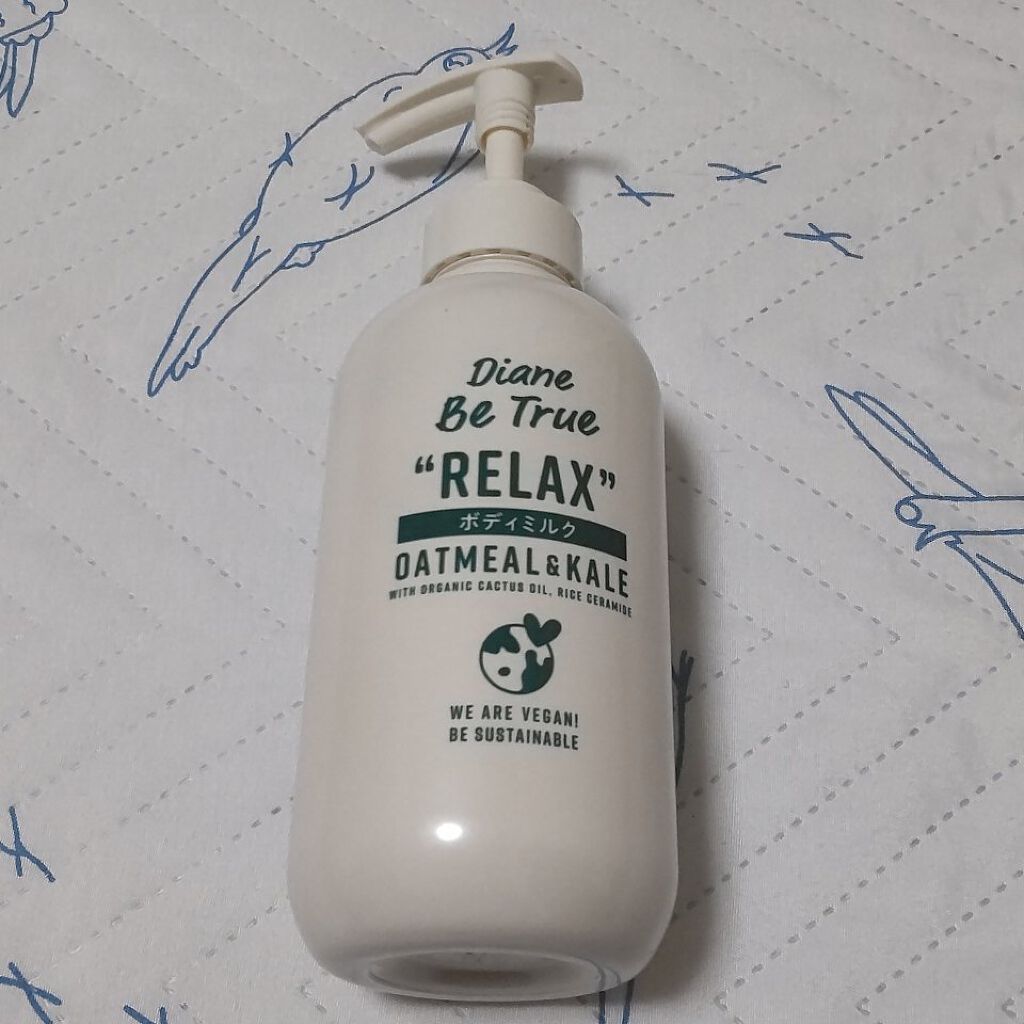 Diane
Be True
“RELAX”
ボディミルク
OATMEAL & KALE
WITH ORGANIC CACTUS OIL, RICE CERAMIDE
WE ARE VEGAN!
BE SUSTAINABLE